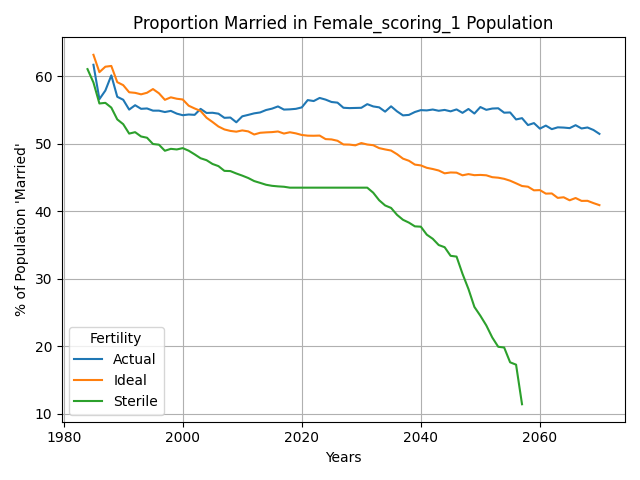 Proportion Married in Female_scoring_1 Population
% of Population 'Married'
60
50
40
30
20
10
Fertility
Actual
Ideal
Sterile
1980 2000 2020 2040 2060
Years